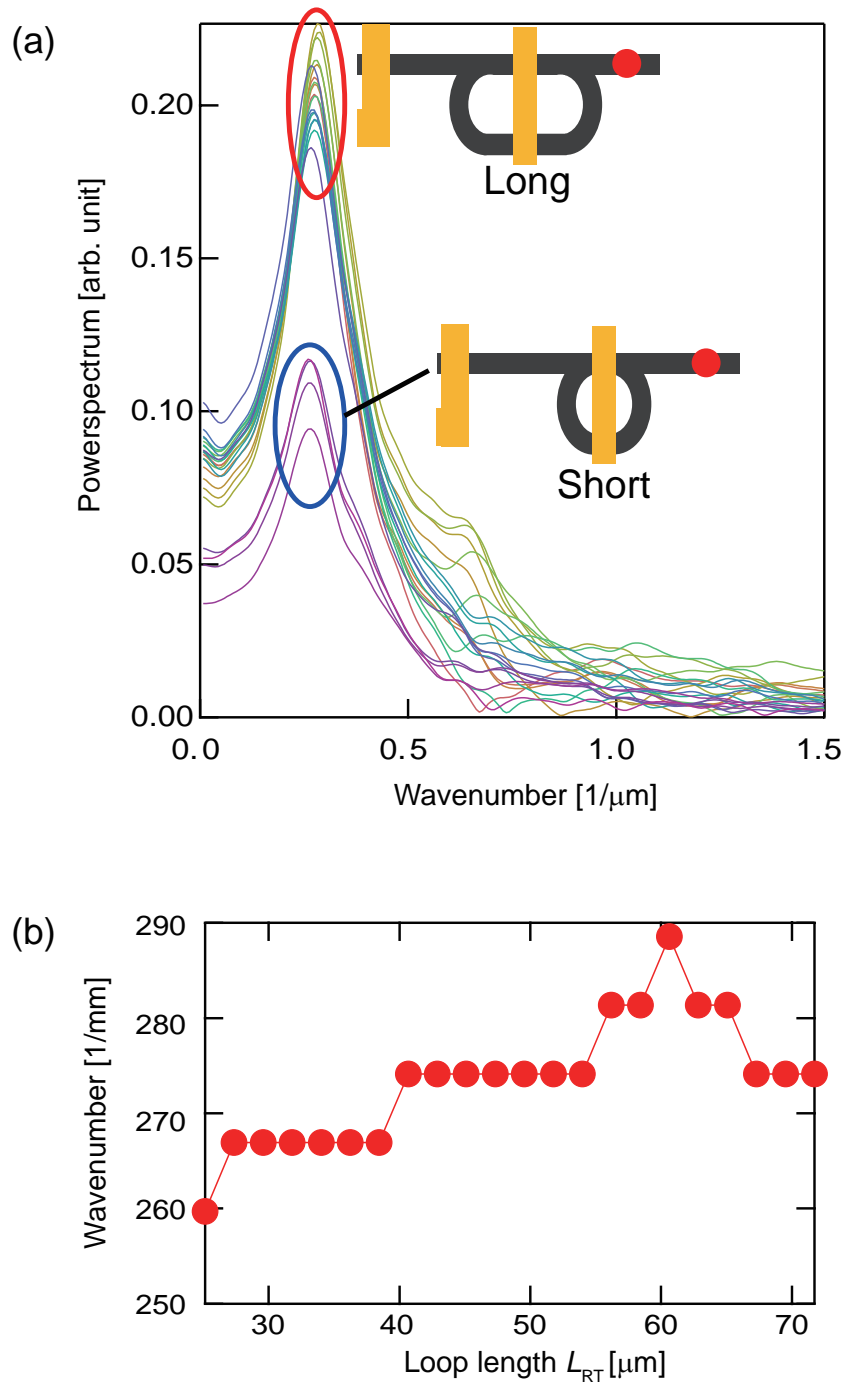 (a)
Powerspectrum [arb. unit]
0.20
0.15
0.10
0.05
0.00
Long
Short
0.0 0.5 1.0 1.5
Wavenumber [1/μm]
(b)
Wavenumber [1/mm]
290
280
270
260
250
30 40 50 60 70
Loop length L_RT [μm]